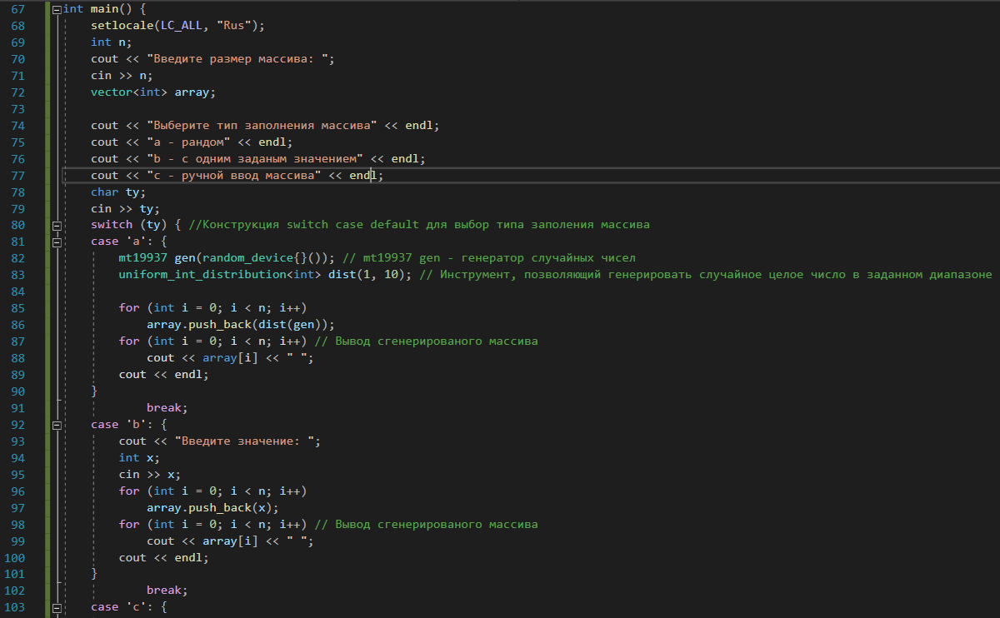 67 int main() {
68 setlocale(LC_ALL, "Rus");
69 int n;
70 cout << "Введите размер массива: ";
71 cin >> n;
72 vector<int> array;
73
74 cout << "Выберите тип заполнения массива" << endl;
75 cout << "a - рандом" << endl;
76 cout << "b - с одним заданым значением" << endl;
77 cout << "c - ручной ввод массива" << endl;
78 char ty;
79 cin >> ty;
80 switch (ty) { //Конструкция switch case default для выбор типа заполения массива
81 case 'a': {
82 mt19937 gen(random_device{}()); // mt19937 gen - генератор случайных чисел
83 uniform_int_distribution<int> dist(1, 10); // Инструмент, позволяющий генерировать случайное целое число в заданном диапазоне
84
85 for (int i = 0; i < n; i++)
86 array.push_back(dist(gen));
87 for (int i = 0; i < n; i++) // Вывод сгенерированого массива
88 cout << array[i] << " ";
89 cout << endl;
90 }
91 break;
92 case 'b': {
93 cout << "Введите значение: ";
94 int x;
95 cin >> x;
96 for (int i = 0; i < n; i++)
97 array.push_back(x);
98 for (int i = 0; i < n; i++) // Вывод сгенерированого массива
99 cout << array[i] << " ";
100 cout << endl;
101 }
102 break;
103 case 'c': {